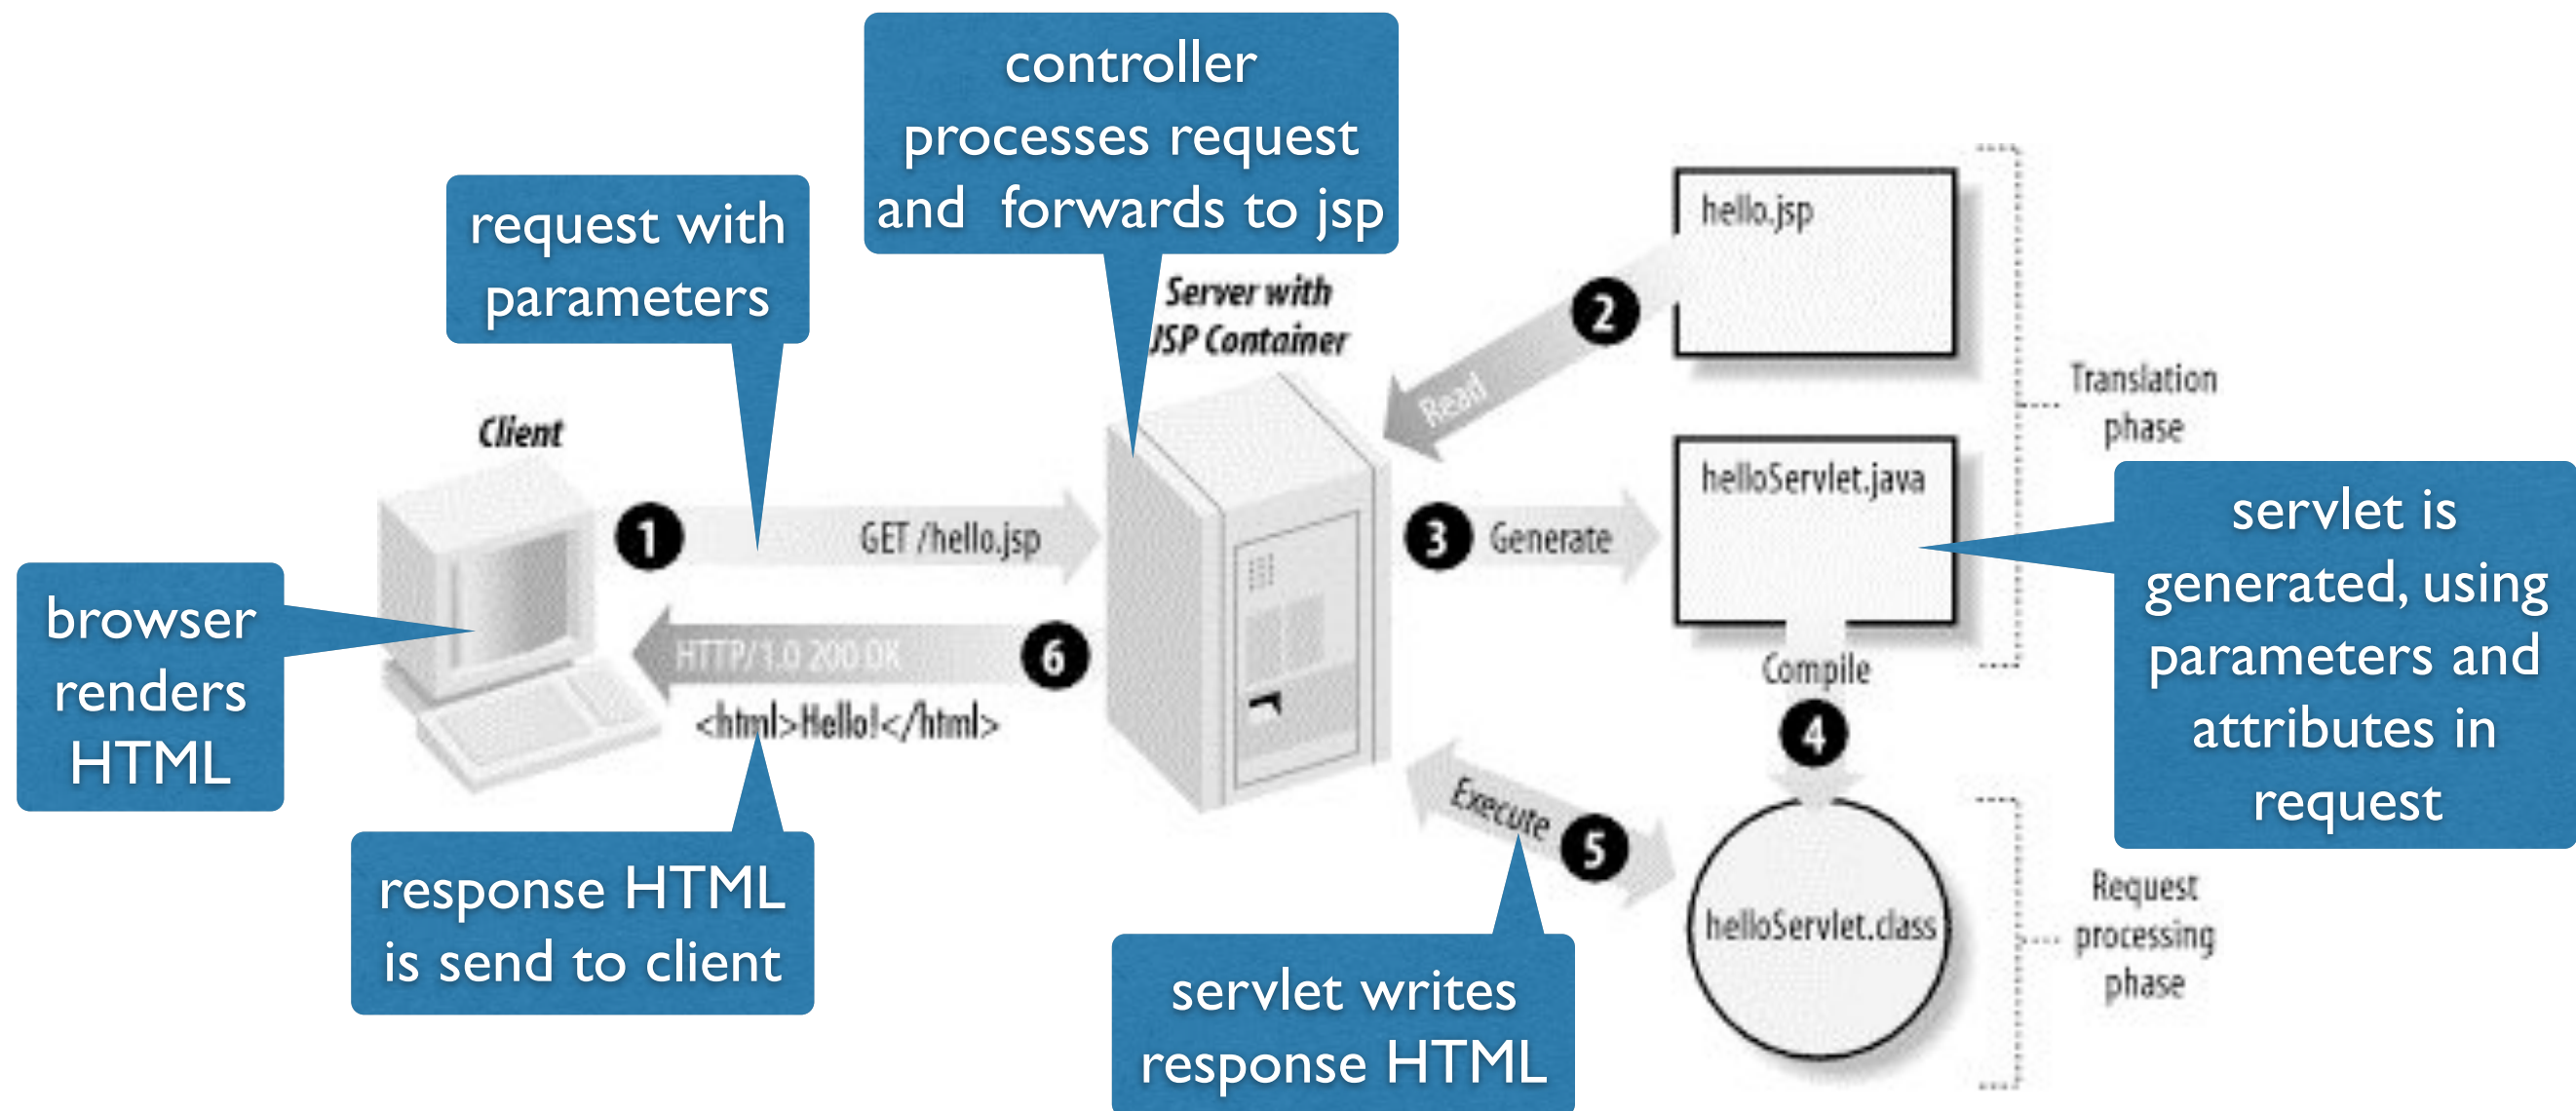 controller
processes request
and forwards to jsp
request with
parameters
Server with
JSP Container
hello.jsp
2
Read
Translation
phase
Client
1
GET /hello.jsp
3
Generate
helloServlet.java
servlet is
generated, using
parameters and
attributes in
request
browser
renders
HTML
HTTP/1.0 200 OK
6
<html>Hello!</html>
Compile
4
Execute
5
response HTML
is send to client
servlet writes
response HTML
helloServlet.class
Request
processing
phase